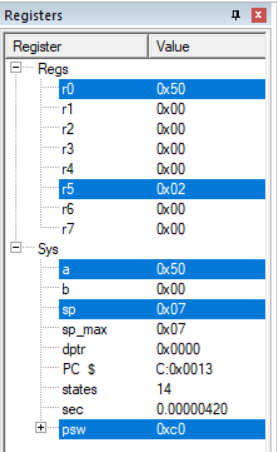 Registers
Register Value
Regs
r0 0x50
r1 0x00
r2 0x00
r3 0x00
r4 0x00
r5 0x02
r6 0x00
r7 0x00
Sys
a 0x50
b 0x00
sp 0x07
sp_max 0x07
dptr 0x0000
PC $ C:0x0013
states 14
sec 0.00000420
psw 0xc0